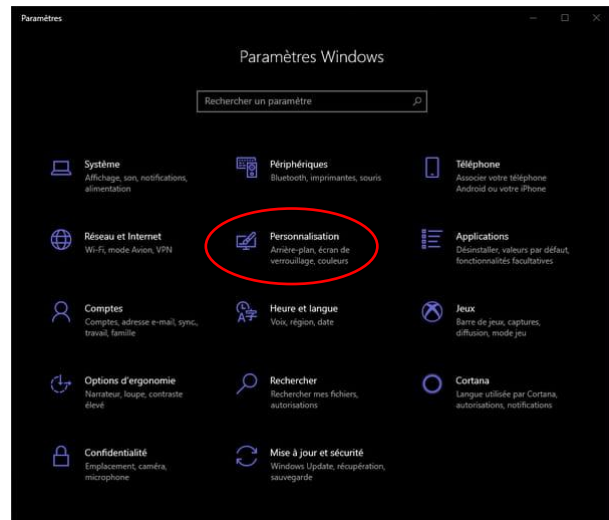 Paramètres
Paramètres Windows
Rechercher un paramètre
Système
Affichage, son, notifications,
alimentation
Périphériques
Bluetooth, imprimantes, souris
Téléphone
Associer votre téléphone
Android ou votre iPhone
Réseau et Internet
Wi-Fi, mode Avion, VPN
Personnalisation
Arrière-plan, écran de
verrouillage, couleurs
Applications
Désinstaller, valeurs par défaut,
fonctionnalités facultatives
Comptes
Comptes, adresse e-mail, sync.,
travail, famille
Heure et langue
Voix, région, date
Jeux
Barre de jeux, captures,
diffusion, mode jeu
Options d'ergonomie
Narrateur, loupe, contraste
élevé
Rechercher
Rechercher mes fichiers,
autorisations
Cortana
Langue utilisée par Cortana,
autorisations, notifications
Confidentialité
Emplacement, caméra,
microphone
Mise à jour et sécurité
Windows Update, récupération,
sauvegarde